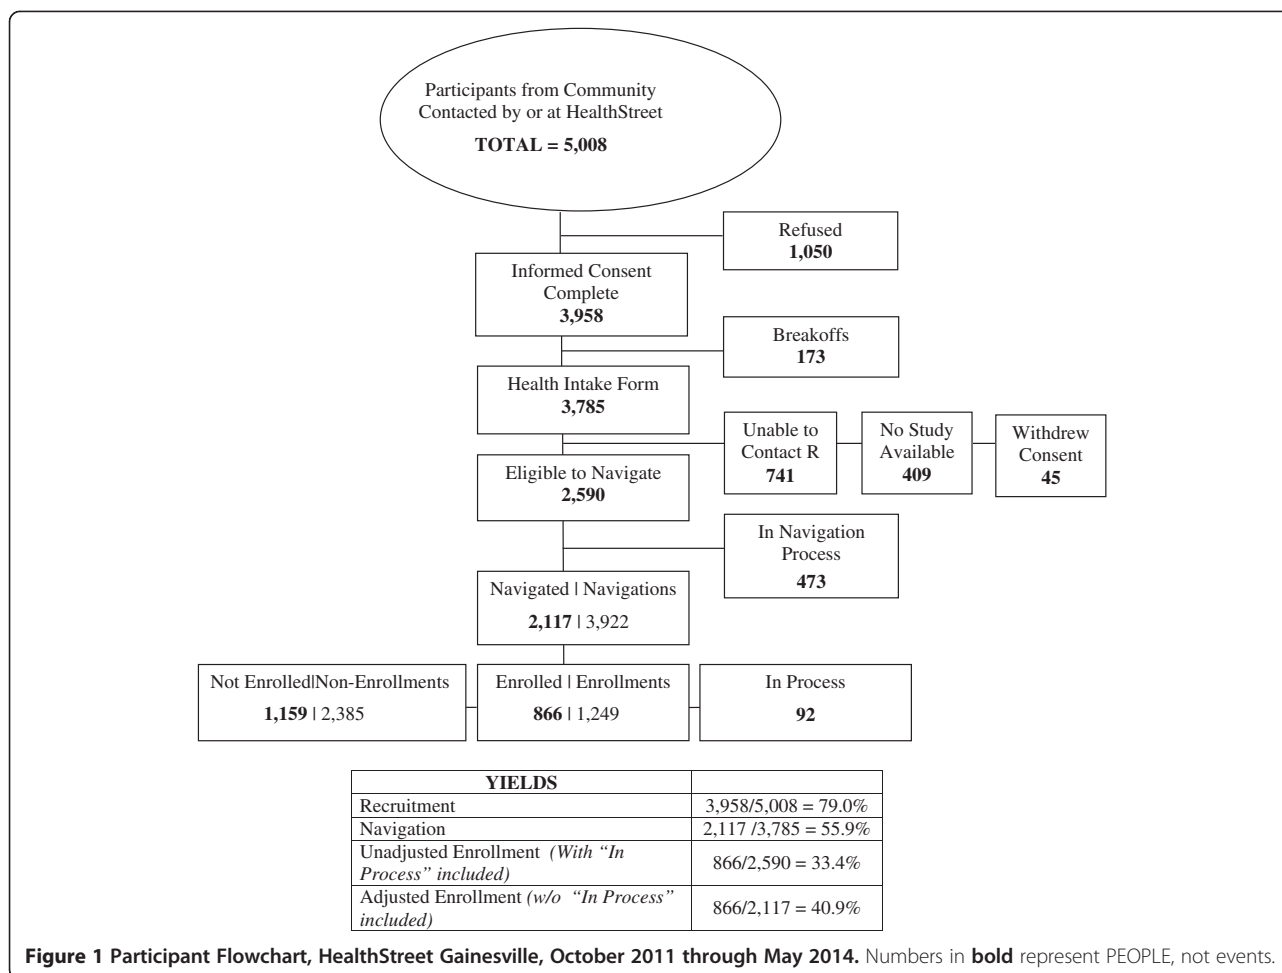 Participants from Community
Contacted by or at HealthStreet
TOTAL = 5,008
Refused
1,050
Informed Consent
Complete
3,958
Breakoffs
173
Health Intake Form
3,785
Unable to
Contact R
741
No Study
Available
409
Withdrew
Consent
45
Eligible to Navigate
2,590
In Navigation
Process
473
Navigated | Navigations
2,117 | 3,922
Not Enrolled|Non-Enrollments
1,159 | 2,385
Enrolled | Enrollments
866 | 1,249
In Process
92
YIELDS
Recruitment 3,958/5,008 = 79.0%
Navigation 2,117 /3,785 = 55.9%
Unadjusted Enrollment (With “In
Process” included) 866/2,590 = 33.4%
Adjusted Enrollment (w/o “In Process”
included) 866/2,117 = 40.9%
Figure 1 Participant Flowchart, HealthStreet Gainesville, October 2011 through May 2014. Numbers in bold represent PEOPLE, not events.